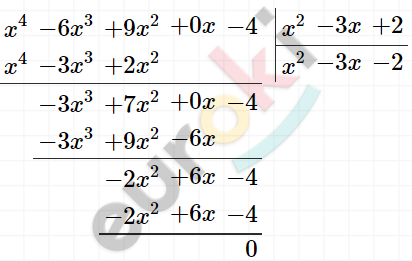 x⁴ −6x³ +9x² +0x −4 | x² −3x +2
x⁴ −3x³ +2x² | x² −3x −2
−3x³ +7x² +0x −4
−3x³ +9x² −6x
−2x² +6x −4
−2x² +6x −4
0
euroki